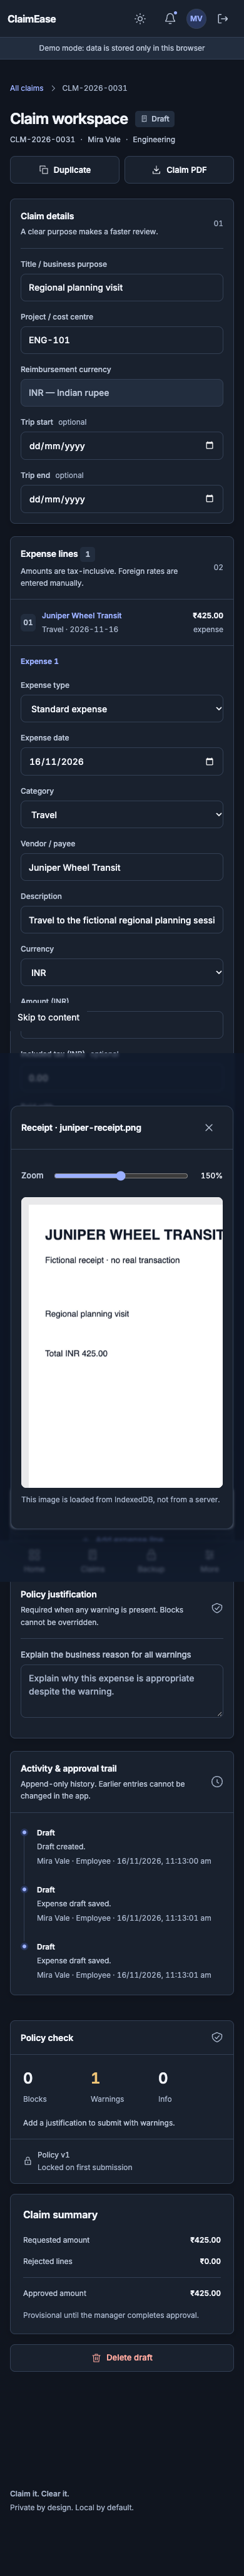 ClaimEase
MV
Demo mode: data is stored only in this browser
All claims > CLM-2026-0031
Claim workspace Draft
CLM-2026-0031 · Mira Vale · Engineering
Duplicate Claim PDF
Claim details
A clear purpose makes a faster review.
01
Title / business purpose
Regional planning visit
Project / cost centre
ENG-101
Reimbursement currency
INR — Indian rupee
Trip start optional
dd/mm/yyyy
Trip end optional
dd/mm/yyyy
Expense lines 1
Amounts are tax-inclusive. Foreign rates are
entered manually.
02
01 Juniper Wheel Transit ₹425.00
Travel · 2026-11-16 expense
Expense 1
Expense type
Standard expense
Expense date
16/11/2026
Category
Travel
Vendor / payee
Juniper Wheel Transit
Description
Travel to the fictional regional planning sessi
Currency
INR
Amount (INR)
Skip to content
Included tax (INR) optional
0.00
Receipt · juniper-receipt.png
Zoom 150%
JUNIPER WHEEL TRANSIT
Fictional receipt - no real transaction
Regional planning visit
Total INR 425.00
This image is loaded from IndexedDB, not from a server.
Home Claims Backup More
Policy justification
Required when any warning is present. Blocks
cannot be overridden.
Explain the business reason for all warnings
Explain why this expense is appropriate
despite the warning.
Activity & approval trail
Append-only history. Earlier entries cannot be
changed in the app.
Draft
Draft created.
Mira Vale · Employee · 16/11/2026, 11:13:00 am
Draft
Expense draft saved.
Mira Vale · Employee · 16/11/2026, 11:13:01 am
Draft
Expense draft saved.
Mira Vale · Employee · 16/11/2026, 11:13:01 am
Policy check
0 1 0
Blocks Warnings Info
Add a justification to submit with warnings.
Policy v1
Locked on first submission
Claim summary
Requested amount ₹425.00
Rejected lines ₹0.00
Approved amount ₹425.00
Provisional until the manager completes approval.
Delete draft
Claim it. Clear it.
Private by design. Local by default.